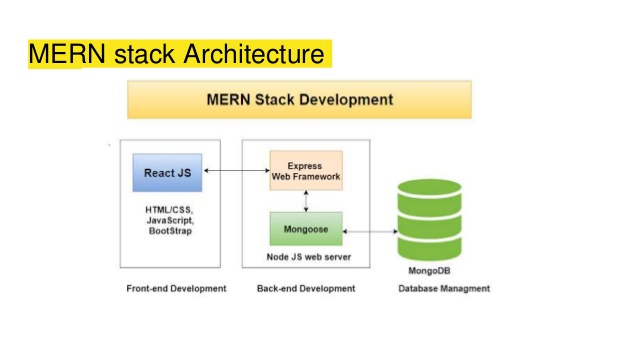 MERN stack Architecture
MERN Stack Development
React JS
HTML/CSS,
JavaScript,
BootStrap
Front-end Development
Express
Web Framework
Mongoose
Node JS web server
Back-end Development
MongoDB
Database Managment